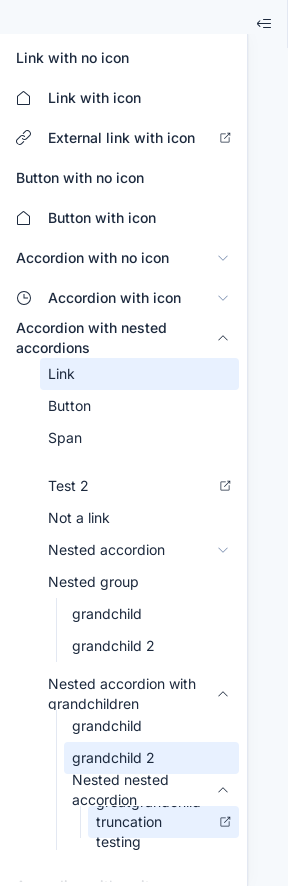 Link with no icon
Link with icon
External link with icon
Button with no icon
Button with icon
Accordion with no icon
Accordion with icon
Accordion with nested
accordions
Link
Button
Span
Test 2
Not a link
Nested accordion
Nested group
grandchild
grandchild 2
Nested accordion with
grandchildren
grandchild
grandchild 2
Nested nested
accordion
greatgrandchild
truncation
testing